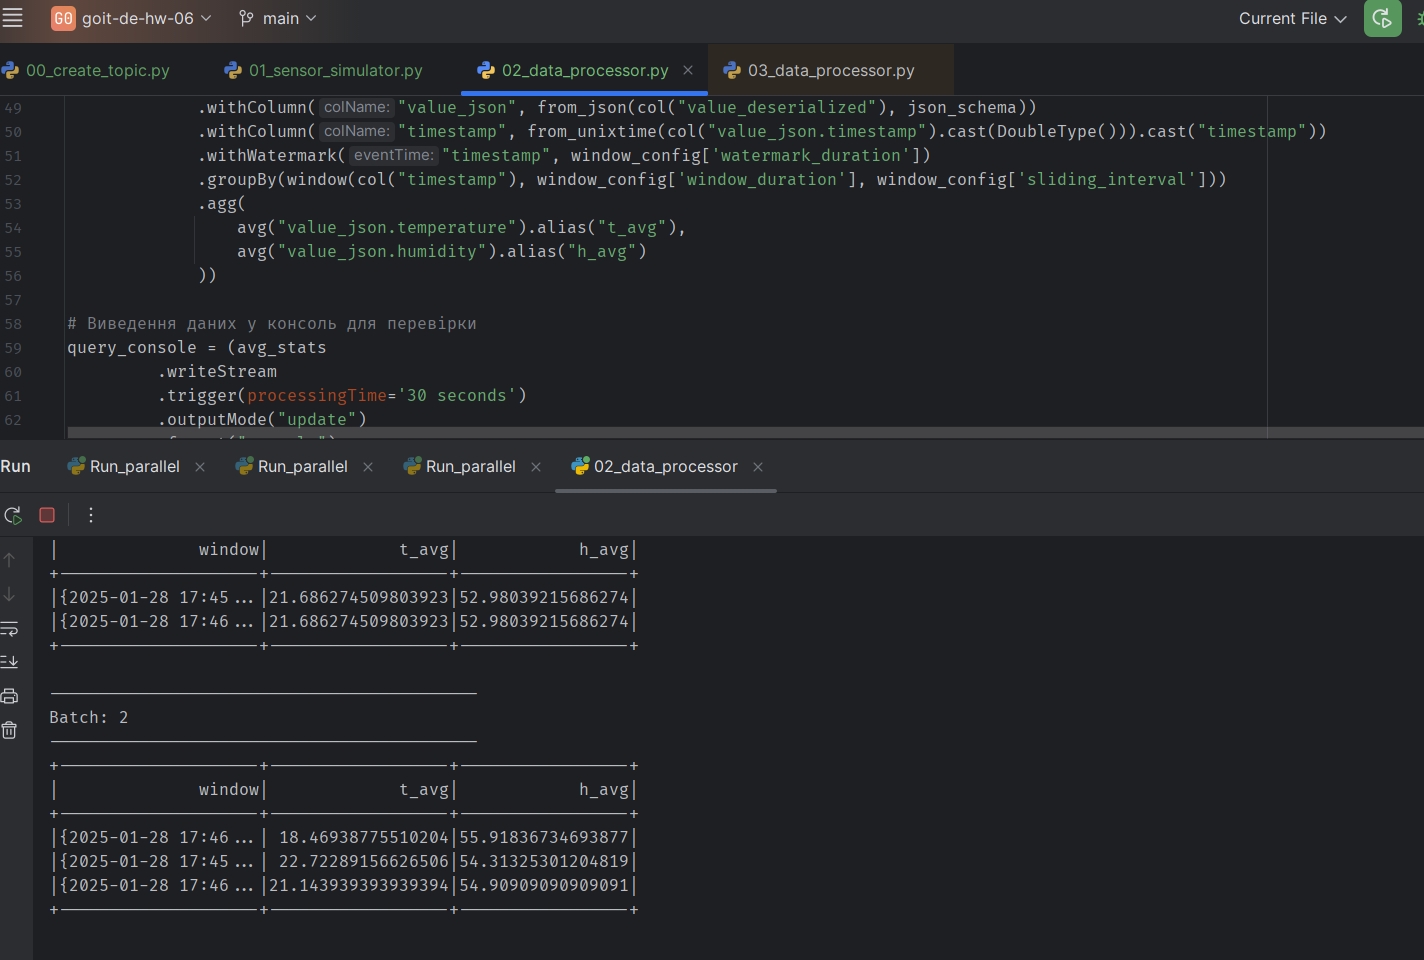 GO goit-de-hw-06 main Current File
00_create_topic.py 01_sensor_simulator.py 02_data_processor.py 03_data_processor.py
49 .withColumn( colName: "value_json", from_json(col("value_deserialized"), json_schema))
50 .withColumn( colName: "timestamp", from_unixtime(col("value_json.timestamp").cast(DoubleType())).cast("timestamp"))
51 .withWatermark( eventTime: "timestamp", window_config['watermark_duration'])
52 .groupBy(window(col("timestamp"), window_config['window_duration'], window_config['sliding_interval']))
53 .agg(
54 avg("value_json.temperature").alias("t_avg"),
55 avg("value_json.humidity").alias("h_avg")
56 ))
57
58 # Виведення даних у консоль для перевірки
59 query_console = (avg_stats
60 .writeStream
61 .trigger(processingTime='30 seconds')
62 .outputMode("update")
Run Run_parallel Run_parallel Run_parallel 02_data_processor
| window| t_avg| h_avg|
+--------------------+------------------+-----------------+
|{2025-01-28 17:45...|21.686274509803923|52.98039215686274|
|{2025-01-28 17:46...|21.686274509803923|52.98039215686274|
+--------------------+------------------+-----------------+
-------------------------------------------
Batch: 2
-------------------------------------------
+--------------------+------------------+-----------------+
| window| t_avg| h_avg|
+--------------------+------------------+-----------------+
|{2025-01-28 17:46...| 18.46938775510204|55.91836734693877|
|{2025-01-28 17:45...| 22.72289156626506|54.31325301204819|
|{2025-01-28 17:46...|21.143939393939394|54.90909090909091|
+--------------------+------------------+-----------------+